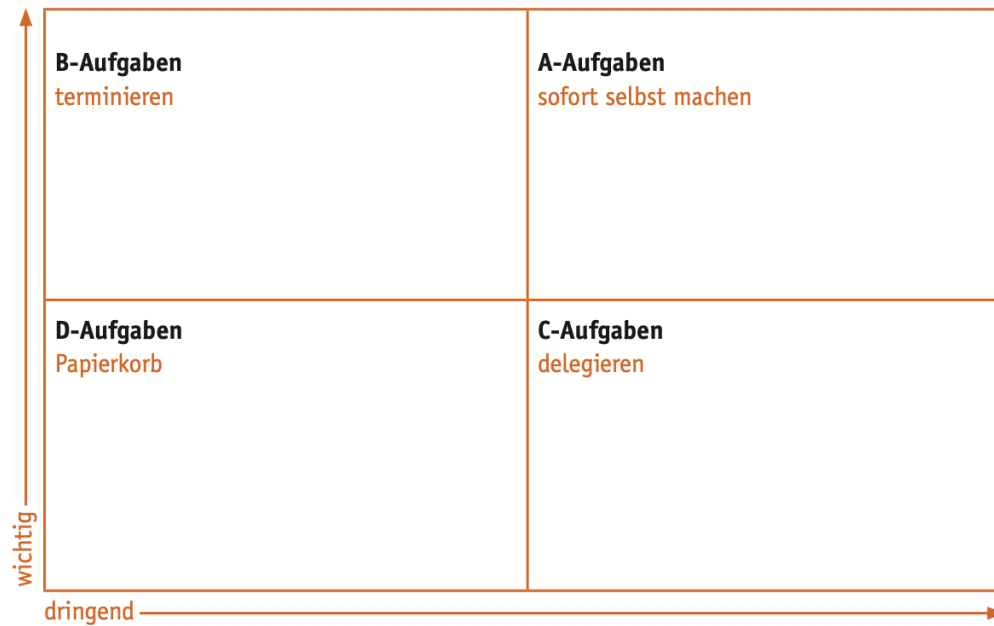 B-Aufgaben
terminieren
A-Aufgaben
sofort selbst machen
D-Aufgaben
Papierkorb
C-Aufgaben
delegieren
wichtig
dringend